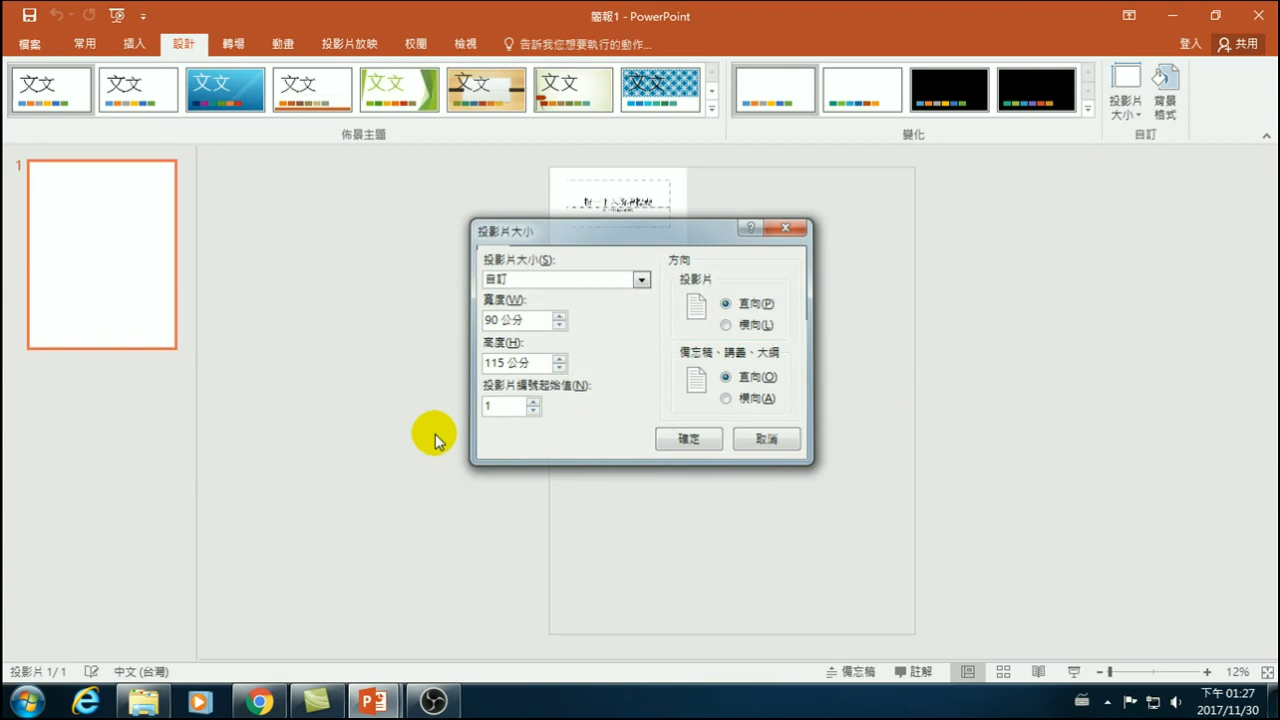 簡報1 - PowerPoint
檔案 常用 插入 設計 轉場 動畫 投影片放映 校閱 檢視 告訴我您想要執行的動作... 登入 共用
文文 文文 文文 文文 文文 文文 文文 文文
投影片大小 背景格式
佈景主題 變化 自訂
1
投影片大小
投影片大小(S):
自訂
寬度(W):
90 公分
高度(H):
115 公分
投影片編號起始值(N):
1
方向
投影片
直向(P)
橫向(L)
備忘稿、講義、大綱
直向(O)
橫向(A)
確定 取消
投影片 1/1 中文 (台灣) 備忘稿 註解 12%
下午 01:27
2017/11/30